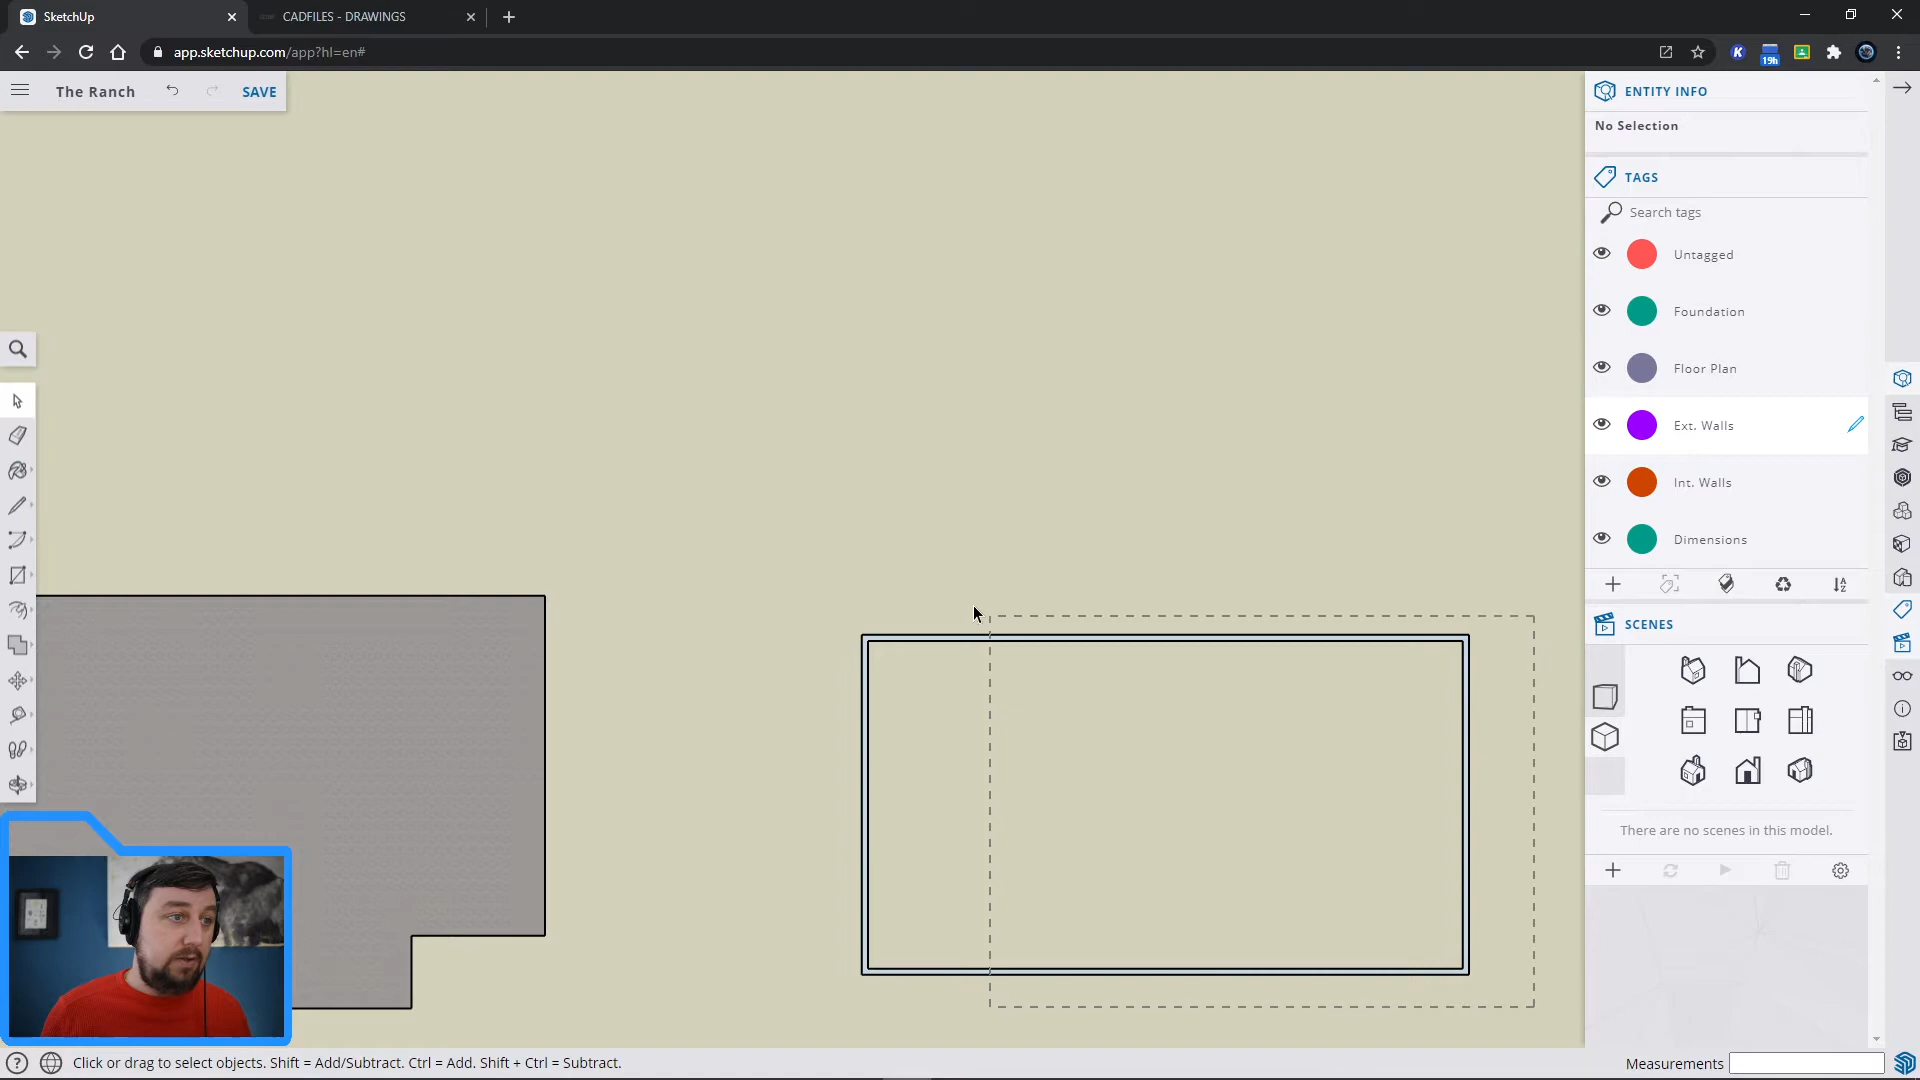 SketchUp
CADFILES - DRAWINGS
app.sketchup.com/app?hl=en#
19h
The Ranch
SAVE
ENTITY INFO
No Selection
TAGS
Search tags
Untagged
Foundation
Floor Plan
Ext. Walls
Int. Walls
Dimensions
SCENES
There are no scenes in this model.
Click or drag to select objects. Shift = Add/Subtract. Ctrl = Add. Shift + Ctrl = Subtract.
Measurements